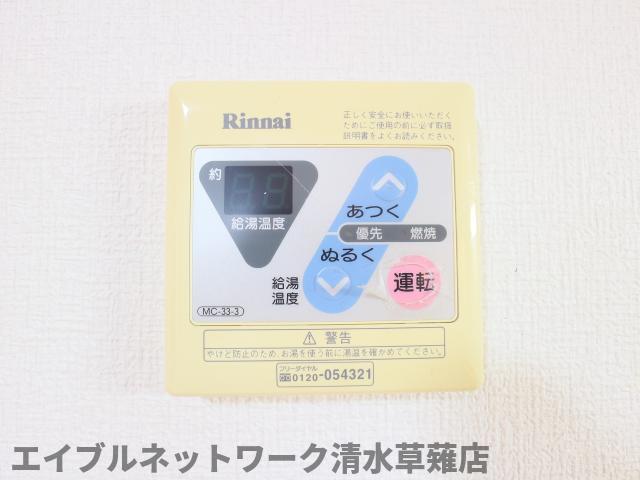 Rinnai
正しく安全にお使いいただく
ためにご使用の前に必ず取扱
説明書をよくお読みください。
約
給湯温度
あつく
優先 燃焼
ぬるく
給湯
温度
運転
MC-33-3
警告
やけど防止のため、お湯を使う前に湯温を確かめてください。
フリーダイヤル
0120-054321
エイブルネットワーク清水草薙店